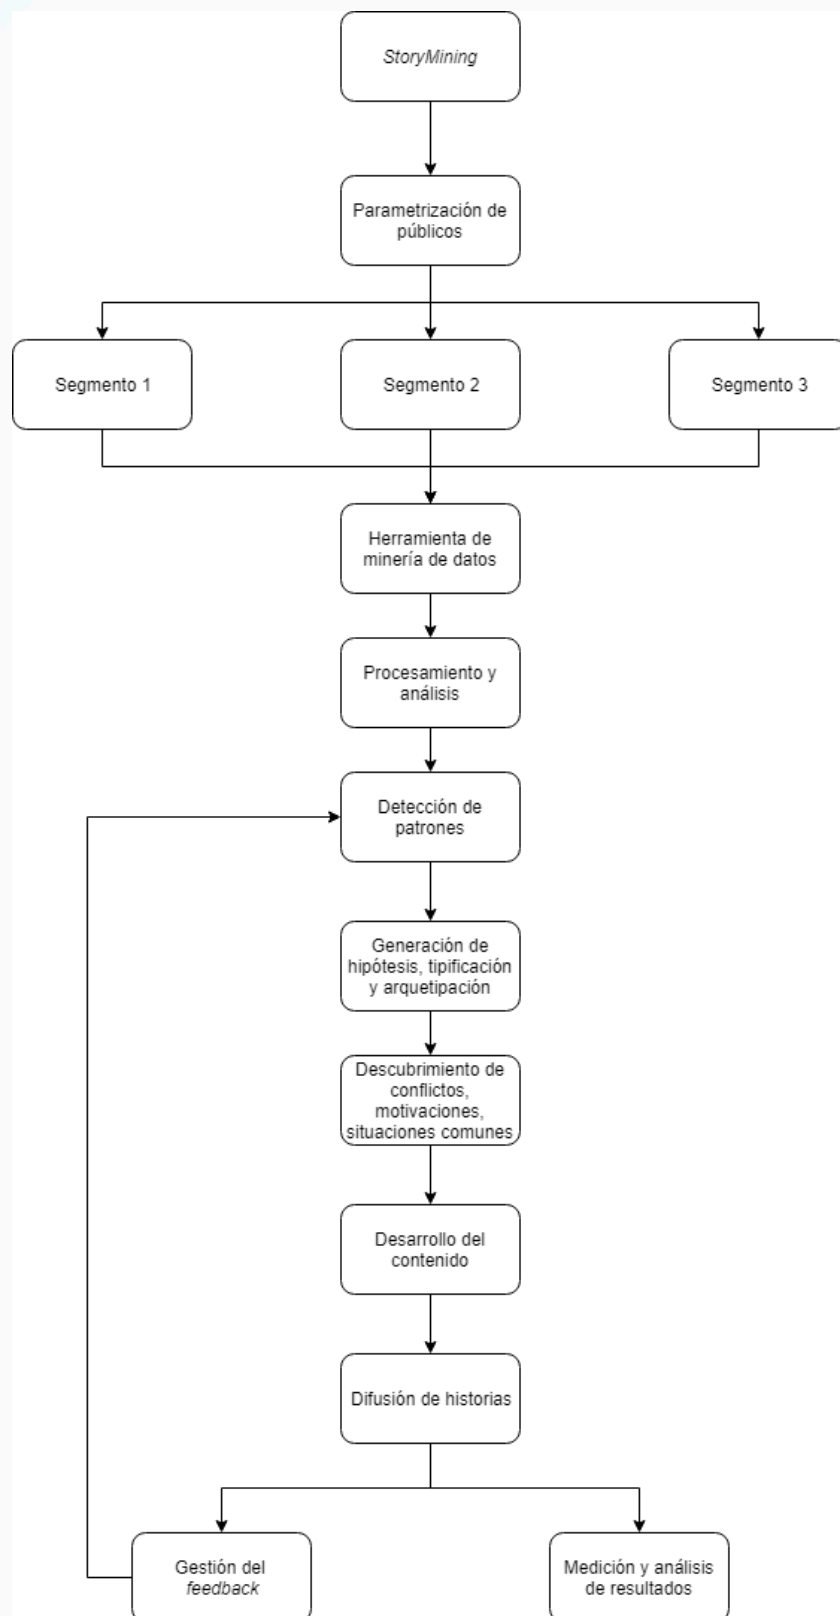 StoryMining
Parametrización de
públicos
Segmento 1
Segmento 2
Segmento 3
Herramienta de
minería de datos
Procesamiento y
análisis
Detección de
patrones
Generación de
hipótesis, tipificación
y arquetipación
Descubrimiento de
conflictos,
motivaciones,
situaciones comunes
Desarrollo del
contenido
Difusión de historias
Gestión del
feedback
Medición y análisis
de resultados